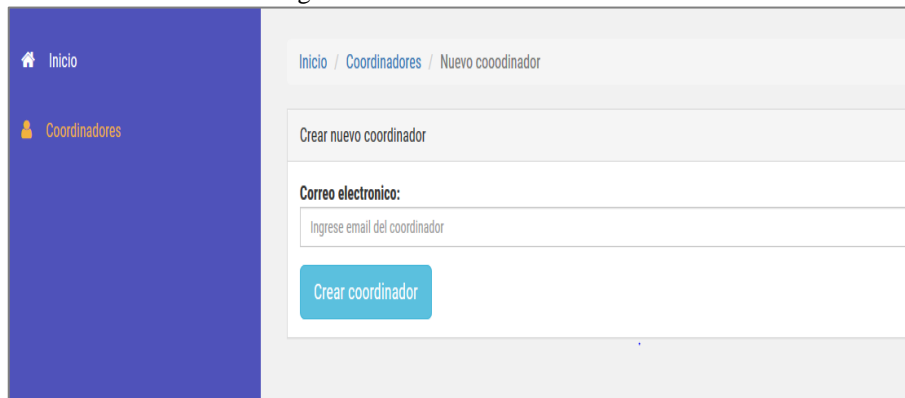 Inicio
Coordinadores
Inicio / Coordinadores / Nuevo cooodinador
Crear nuevo coordinador
Correo electronico:
Ingrese email del coordinador
Crear coordinador